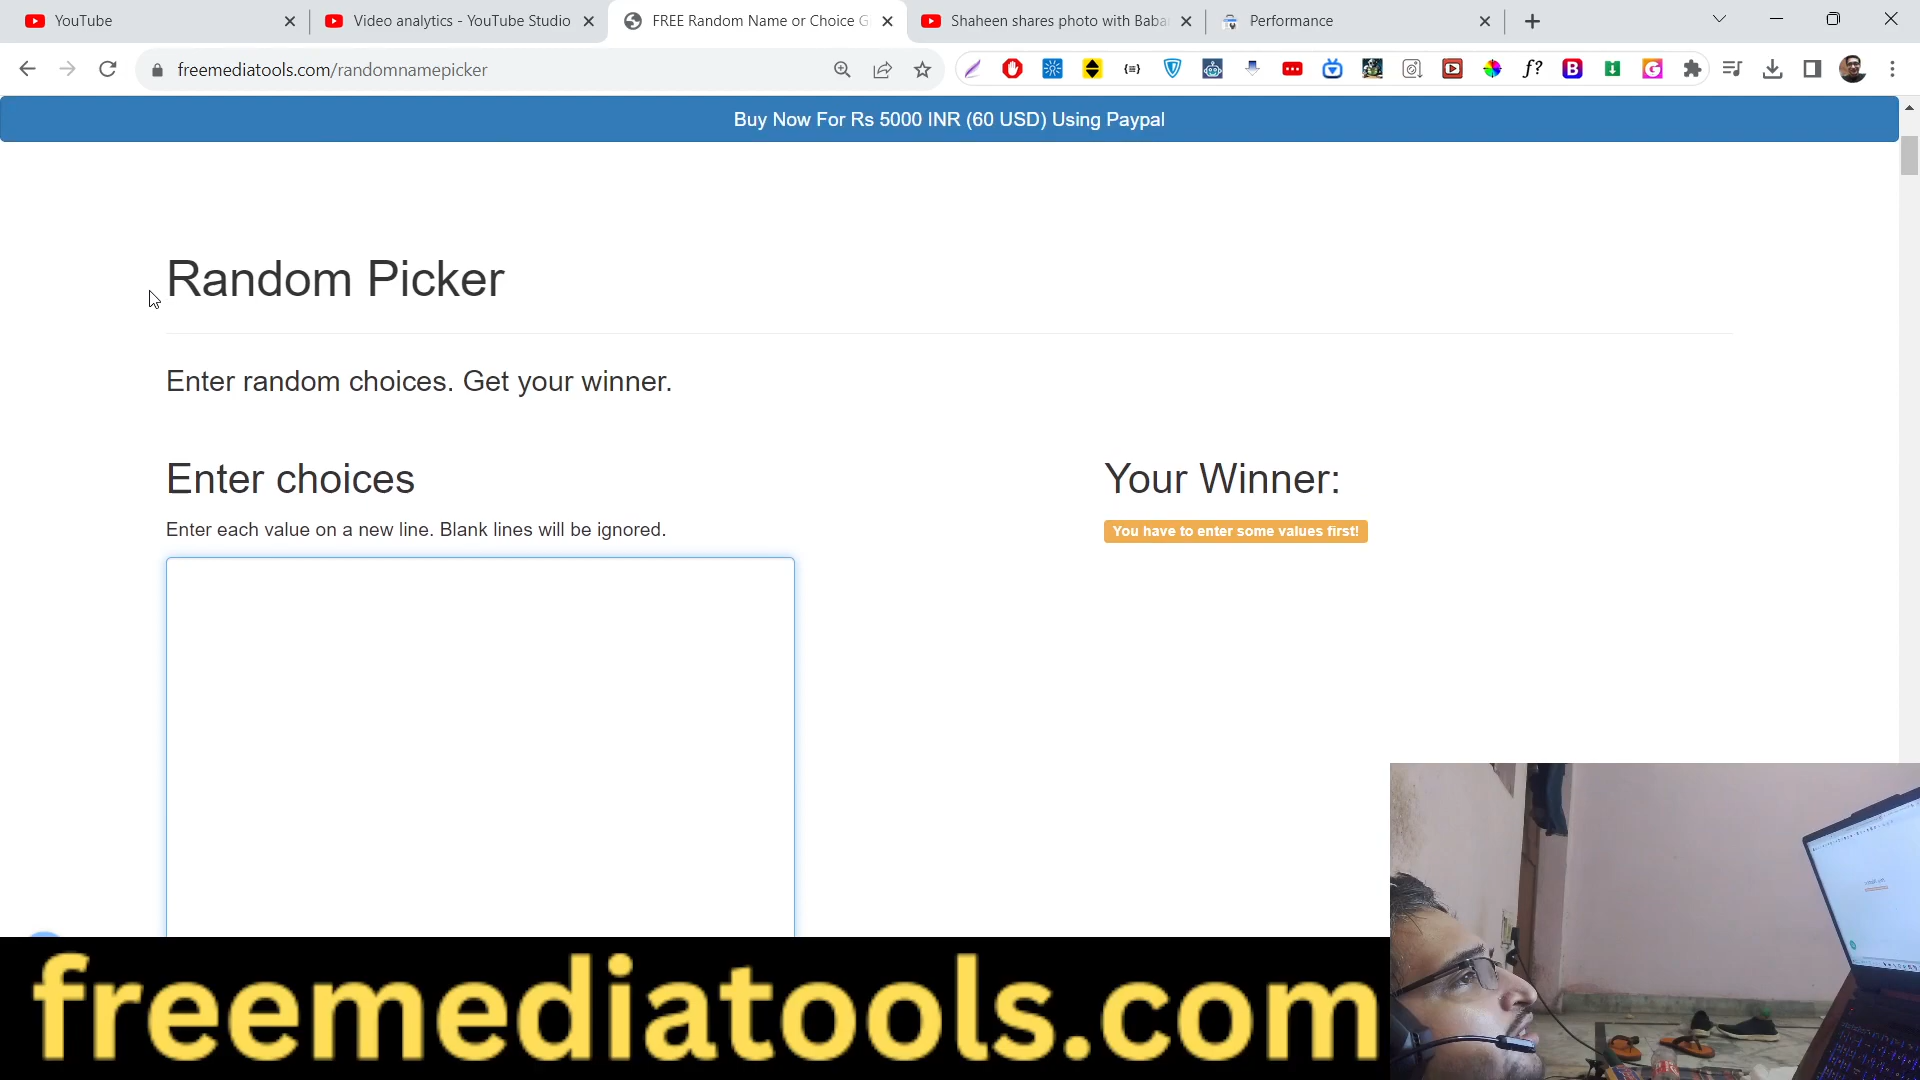 YouTube
Video analytics - YouTube Studio
FREE Random Name or Choice G
Shaheen shares photo with Baba
Performance
freemediatools.com/randomnamepicker
Buy Now For Rs 5000 INR (60 USD) Using Paypal
Random Picker
Enter random choices. Get your winner.
Enter choices
Your Winner:
Enter each value on a new line. Blank lines will be ignored.
You have to enter some values first!
freemediatools.com